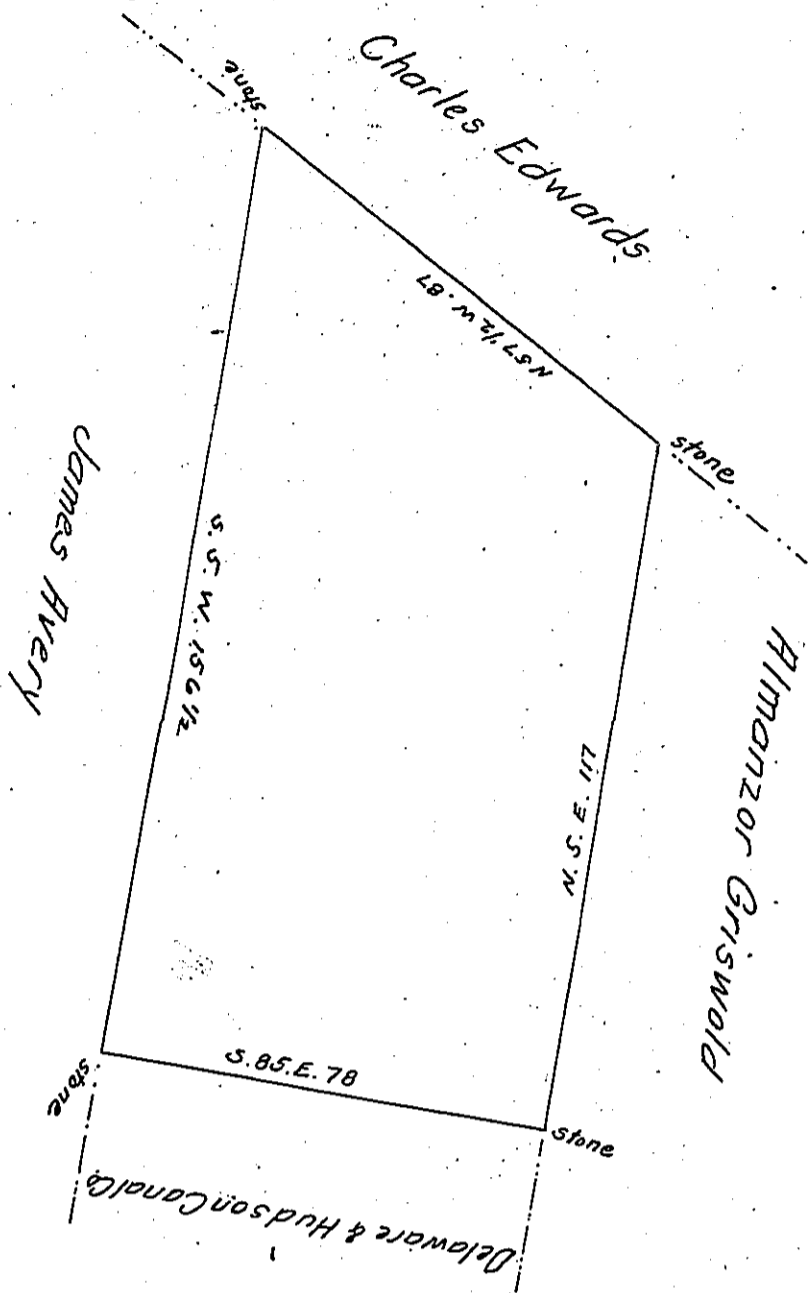 Charles Edwards
stone
N57 1/2 W. 87
stone
James Avery
S. 5. W. 156 1/2
N. 5. E. 117
Almanzor Griswold
S. 85. E. 78
stone
stone
Delaware & Hudson Canal Co.